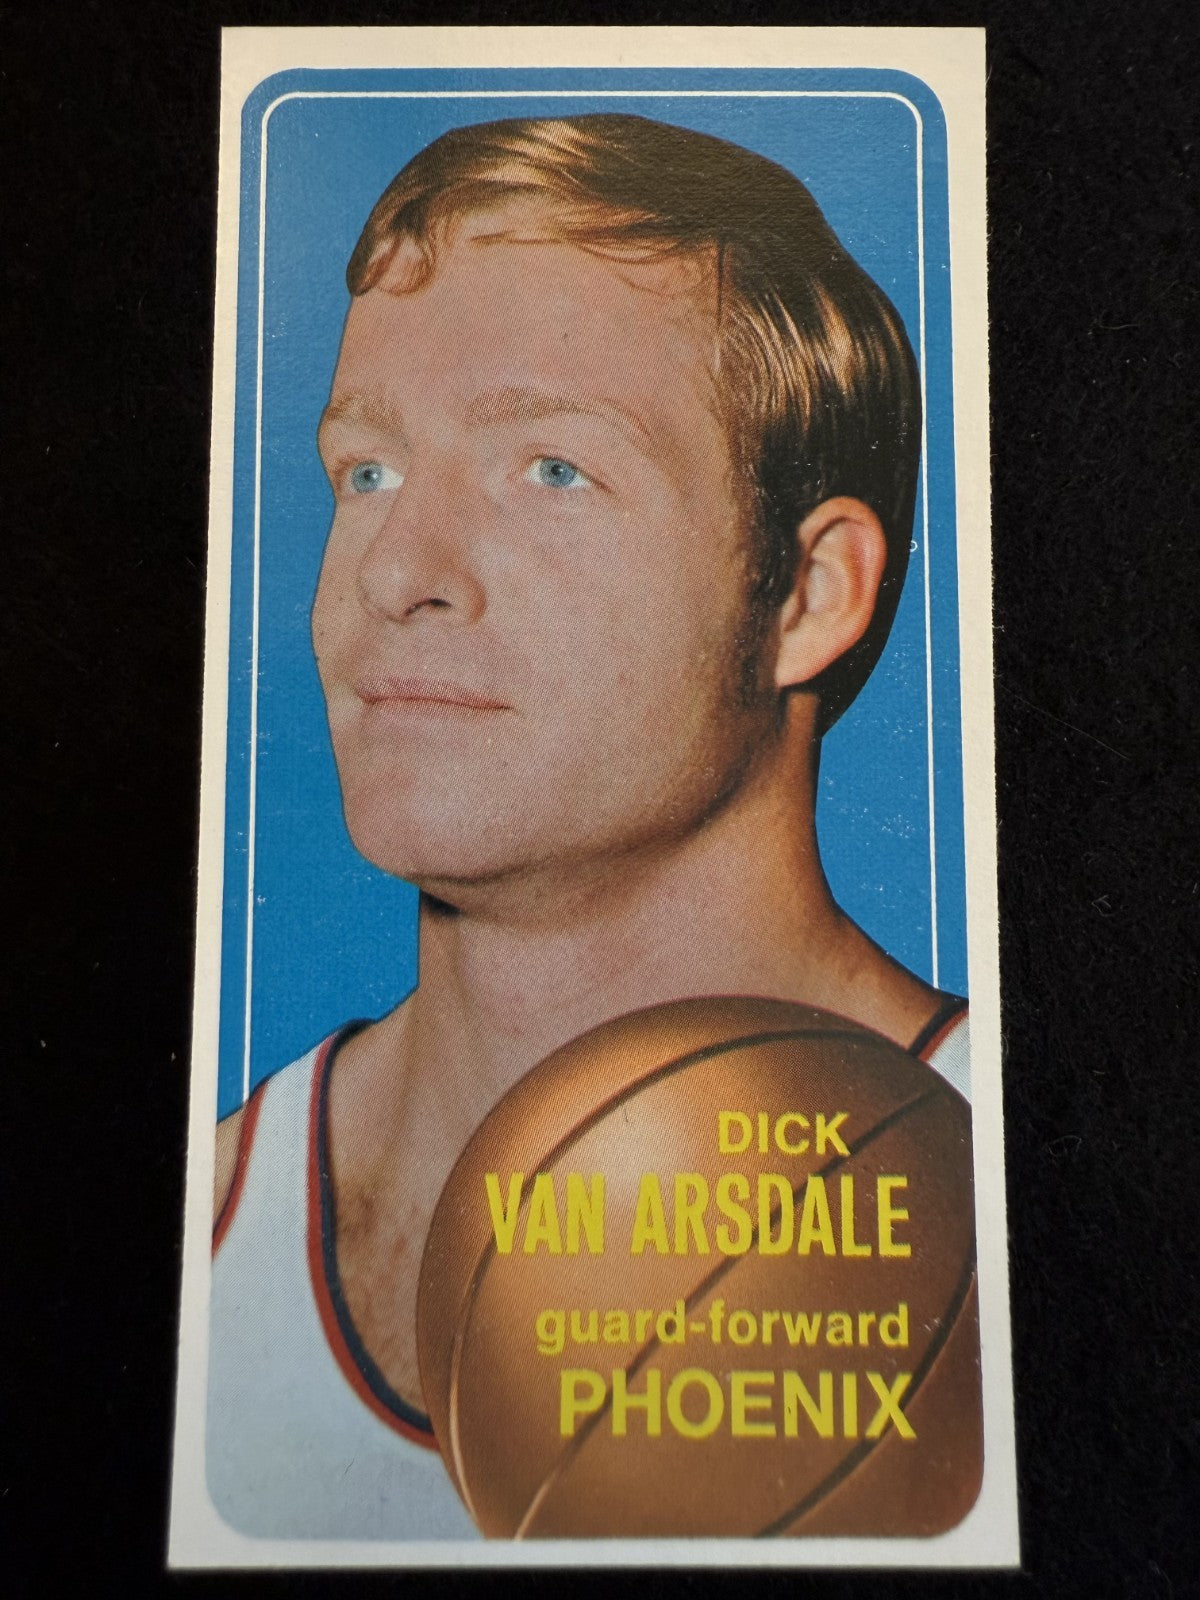 DICK
VAN ARSDALE
guard-forward
PHOENIX